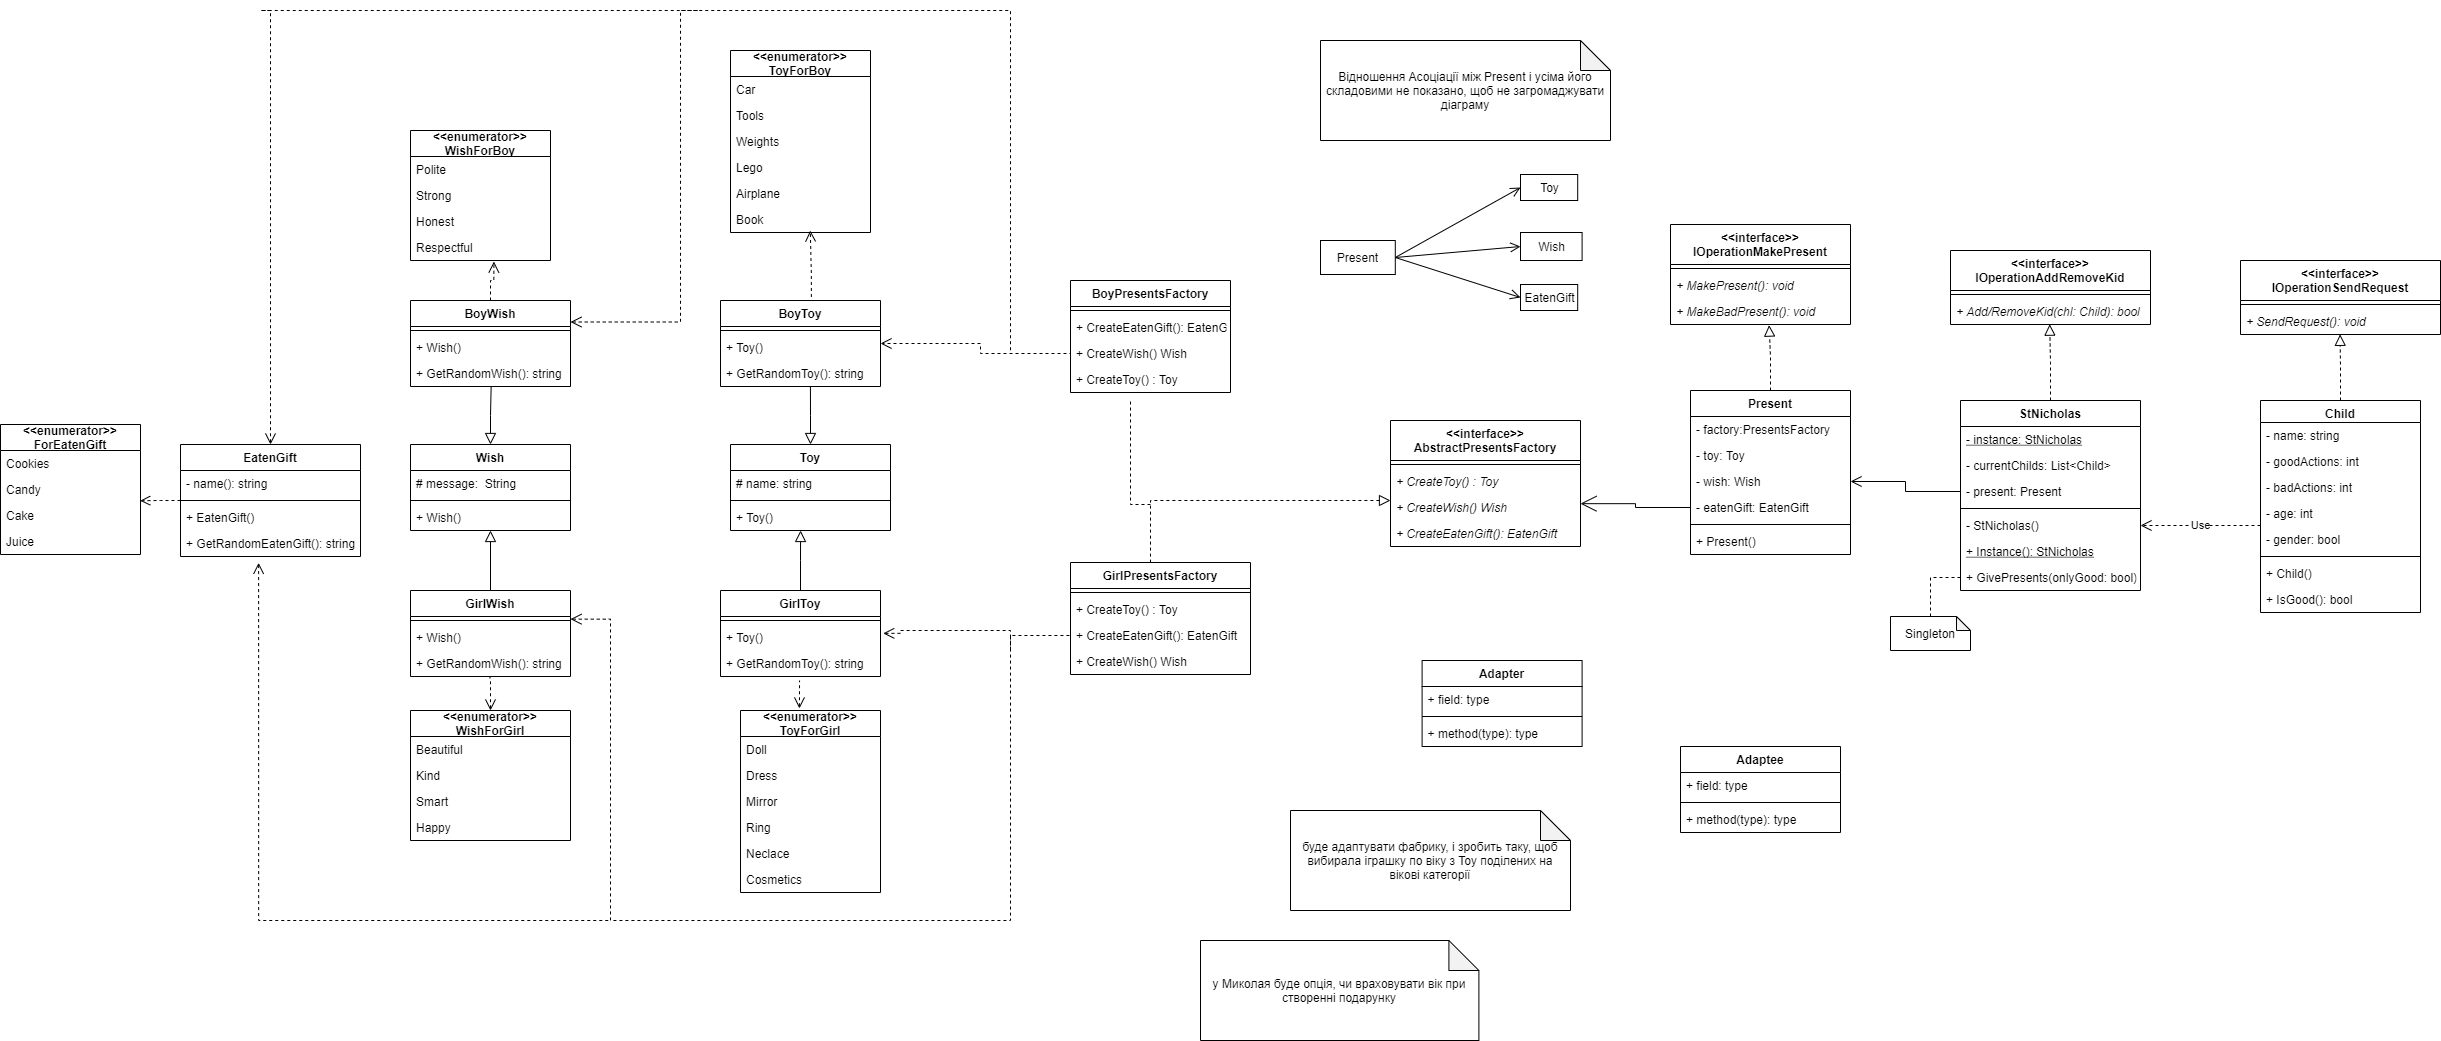 <<enumerator>>
ForEatenGift
Cookies
Candy
Cake
Juice
EatenGift
- name(): string
+ EatenGift()
+ GetRandomEatenGift(): string
<<enumerator>>
WishForBoy
Polite
Strong
Honest
Respectful
BoyWish
+ Wish()
+ GetRandomWish(): string
Wish
# message:  String
+ Wish()
GirlWish
+ Wish()
+ GetRandomWish(): string
<<enumerator>>
WishForGirl
Beautiful
Kind
Smart
Happy
<<enumerator>>
ToyForBoy
Car
Tools
Weights
Lego
Airplane
Book
BoyToy
+ Toy()
+ GetRandomToy(): string
Toy
# name: string
+ Toy()
GirlToy
+ Toy()
+ GetRandomToy(): string
<<enumerator>>
ToyForGirl
Doll
Dress
Mirror
Ring
Neclace
Cosmetics
BoyPresentsFactory
+ CreateEatenGift(): EatenG
+ CreateWish() Wish
+ CreateToy() : Toy
GirlPresentsFactory
+ CreateToy() : Toy
+ CreateEatenGift(): EatenGift
+ CreateWish() Wish
Відношення Асоціації між Present і усіма його
складовими не показано, щоб не загромаджувати
діаграму
Present
Toy
Wish
EatenGift
<<interface>>
AbstractPresentsFactory
+ CreateToy() : Toy
+ CreateWish() Wish
+ CreateEatenGift(): EatenGift
<<interface>>
IOperationMakePresent
+ MakePresent(): void
+ MakeBadPresent(): void
Present
- factory:PresentsFactory
- toy: Toy
- wish: Wish
- eatenGift: EatenGift
+ Present()
<<interface>>
IOperationAddRemoveKid
+ Add/RemoveKid(chl: Child): bool
StNicholas
- instance: StNicholas
- currentChilds: List<Child>
- present: Present
- StNicholas()
+ Instance(): StNicholas
+ GivePresents(onlyGood: bool)
Singleton
Use
<<interface>>
IOperationSendRequest
+ SendRequest(): void
Child
- name: string
- goodActions: int
- badActions: int
- age: int
- gender: bool
+ Child()
+ IsGood(): bool
Adapter
+ field: type
+ method(type): type
Adaptee
+ field: type
+ method(type): type
буде адаптувати фабрику, і зробить таку, щоб
вибирала іграшку по віку з Toy поділених на
вікові категорії
у Миколая буде опція, чи враховувати вік при
створенні подарунку